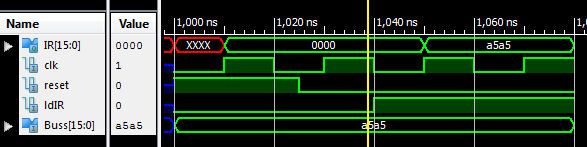 Name Value 1,000 ns 1,020 ns 1,040 ns 1,060 ns
IR[15:0] 0000 XXXX 0000 a5a5
clk 1
reset 0
ldIR 0
Buss[15:0] a5a5 a5a5